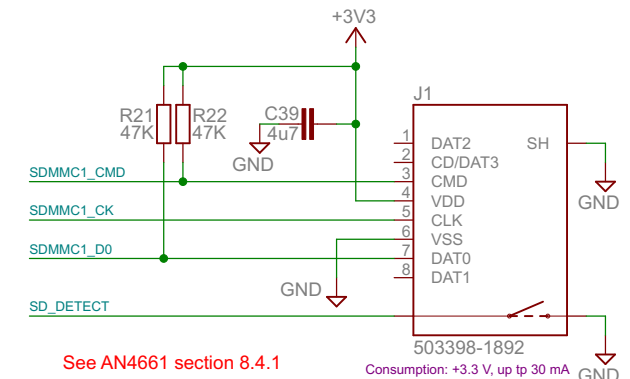 +3V3
J1
R21 R22 C39
47K 47K 4u7
GND
1 DAT2 SH
2 CD/DAT3
SDMMC1_CMD 3 CMD
4 VDD GND
SDMMC1_CK 5 CLK
6 VSS
SDMMC1_D0 7 DAT0
8 DAT1
GND
SD_DETECT
503398-1892
See AN4661 section 8.4.1
Consumption: +3.3 V, up tp 30 mA GND